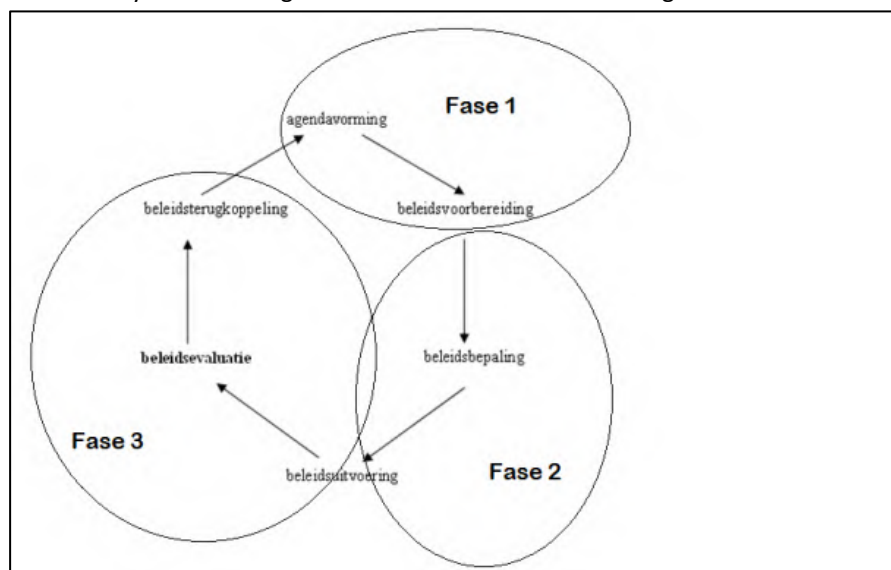 Fase 1
agendavorming
beleidsterugkoppeling
beleidsvoorbereiding
beleidsevaluatie
beleidsbepaling
Fase 3
beleidsuitvoering
Fase 2